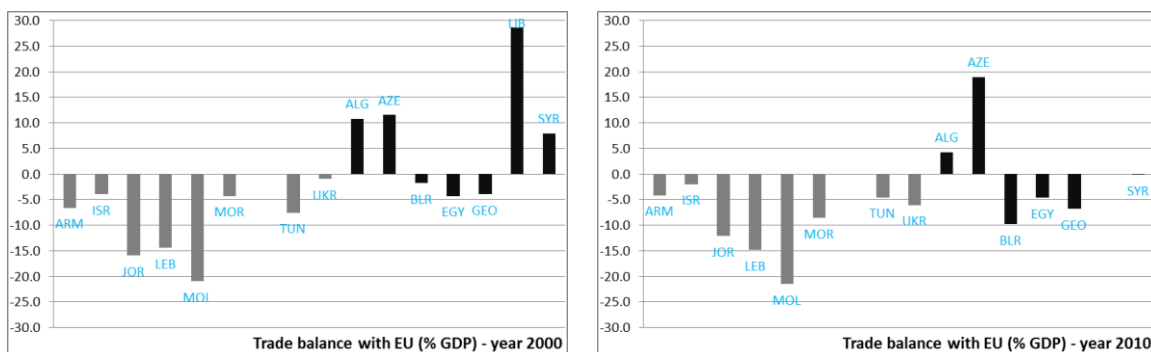 30.0
25.0
20.0
15.0
10.0
5.0
0.0
-5.0
-10.0
-15.0
-20.0
-25.0
-30.0
LIB
ALG
AZE
SYR
ARM
ISR
JOR
LEB
MOL
MOR
TUN
UKR
BLR
EGY
GEO
Trade balance with EU (% GDP) - year 2000
30.0
25.0
20.0
15.0
10.0
5.0
0.0
-5.0
-10.0
-15.0
-20.0
-25.0
-30.0
AZE
ALG
ARM
ISR
JOR
LEB
MOL
MOR
TUN
UKR
BLR
EGY
GEO
SYR
Trade balance with EU (% GDP) - year 2010